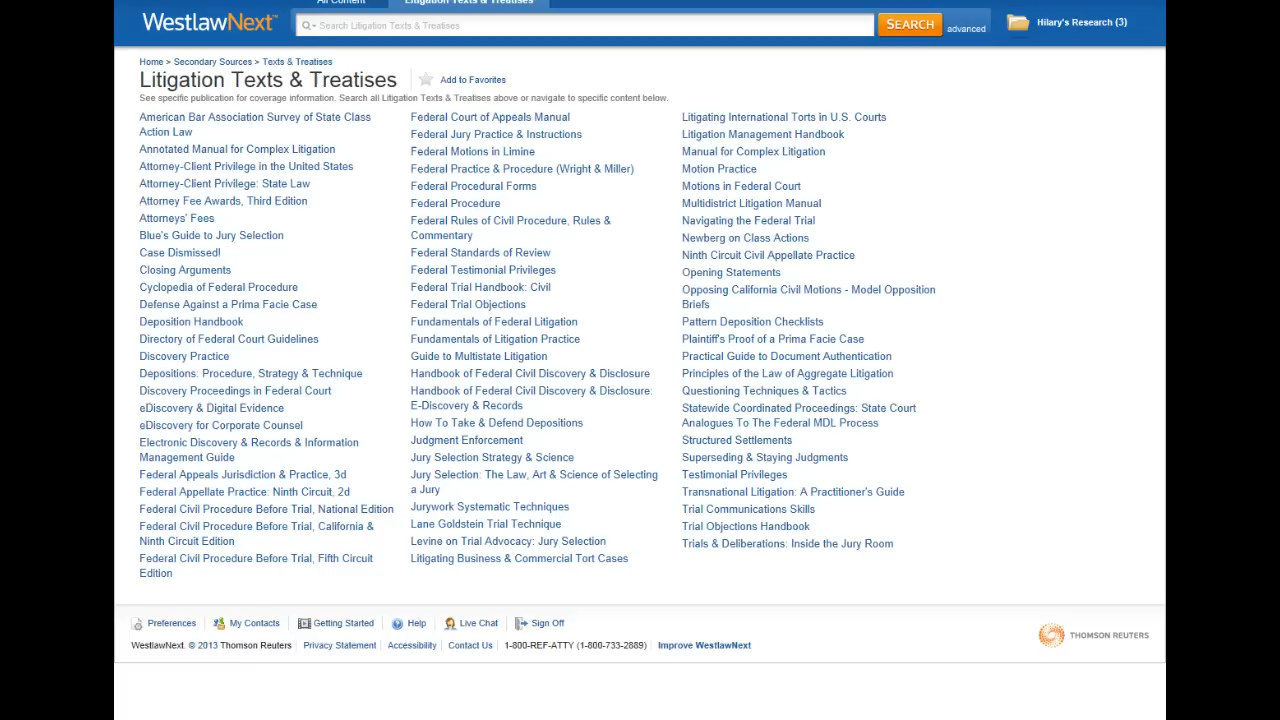 All Content Litigation Texts & Treatises
WestlawNext™ Search Litigation Texts & Treatises SEARCH advanced Hilary's Research (3)
Home > Secondary Sources > Texts & Treatises
Litigation Texts & Treatises Add to Favorites
See specific publication for coverage information. Search all Litigation Texts & Treatises above or navigate to specific content below.
American Bar Association Survey of State Class
Action Law
Annotated Manual for Complex Litigation
Attorney-Client Privilege in the United States
Attorney-Client Privilege: State Law
Attorney Fee Awards, Third Edition
Attorneys' Fees
Blue's Guide to Jury Selection
Case Dismissed!
Closing Arguments
Cyclopedia of Federal Procedure
Defense Against a Prima Facie Case
Deposition Handbook
Directory of Federal Court Guidelines
Discovery Practice
Depositions: Procedure, Strategy & Technique
Discovery Proceedings in Federal Court
eDiscovery & Digital Evidence
eDiscovery for Corporate Counsel
Electronic Discovery & Records & Information
Management Guide
Federal Appeals Jurisdiction & Practice, 3d
Federal Appellate Practice: Ninth Circuit, 2d
Federal Civil Procedure Before Trial, National Edition
Federal Civil Procedure Before Trial, California &
Ninth Circuit Edition
Federal Civil Procedure Before Trial, Fifth Circuit
Edition
Federal Court of Appeals Manual
Federal Jury Practice & Instructions
Federal Motions in Limine
Federal Practice & Procedure (Wright & Miller)
Federal Procedural Forms
Federal Procedure
Federal Rules of Civil Procedure, Rules &
Commentary
Federal Standards of Review
Federal Testimonial Privileges
Federal Trial Handbook: Civil
Federal Trial Objections
Fundamentals of Federal Litigation
Fundamentals of Litigation Practice
Guide to Multistate Litigation
Handbook of Federal Civil Discovery & Disclosure
Handbook of Federal Civil Discovery & Disclosure:
E-Discovery & Records
How To Take & Defend Depositions
Judgment Enforcement
Jury Selection Strategy & Science
Jury Selection: The Law, Art & Science of Selecting
a Jury
Jurywork Systematic Techniques
Lane Goldstein Trial Technique
Levine on Trial Advocacy: Jury Selection
Litigating Business & Commercial Tort Cases
Litigating International Torts in U.S. Courts
Litigation Management Handbook
Manual for Complex Litigation
Motion Practice
Motions in Federal Court
Multidistrict Litigation Manual
Navigating the Federal Trial
Newberg on Class Actions
Ninth Circuit Civil Appellate Practice
Opening Statements
Opposing California Civil Motions - Model Opposition
Briefs
Pattern Deposition Checklists
Plaintiff's Proof of a Prima Facie Case
Practical Guide to Document Authentication
Principles of the Law of Aggregate Litigation
Questioning Techniques & Tactics
Statewide Coordinated Proceedings: State Court
Analogues To The Federal MDL Process
Structured Settlements
Superseding & Staying Judgments
Testimonial Privileges
Transnational Litigation: A Practitioner's Guide
Trial Communications Skills
Trial Objections Handbook
Trials & Deliberations: Inside the Jury Room
Preferences My Contacts Getting Started Help Live Chat Sign Off
WestlawNext. © 2013 Thomson Reuters Privacy Statement Accessibility Contact Us 1-800-REF-ATTY (1-800-733-2889) Improve WestlawNext
THOMSON REUTERS